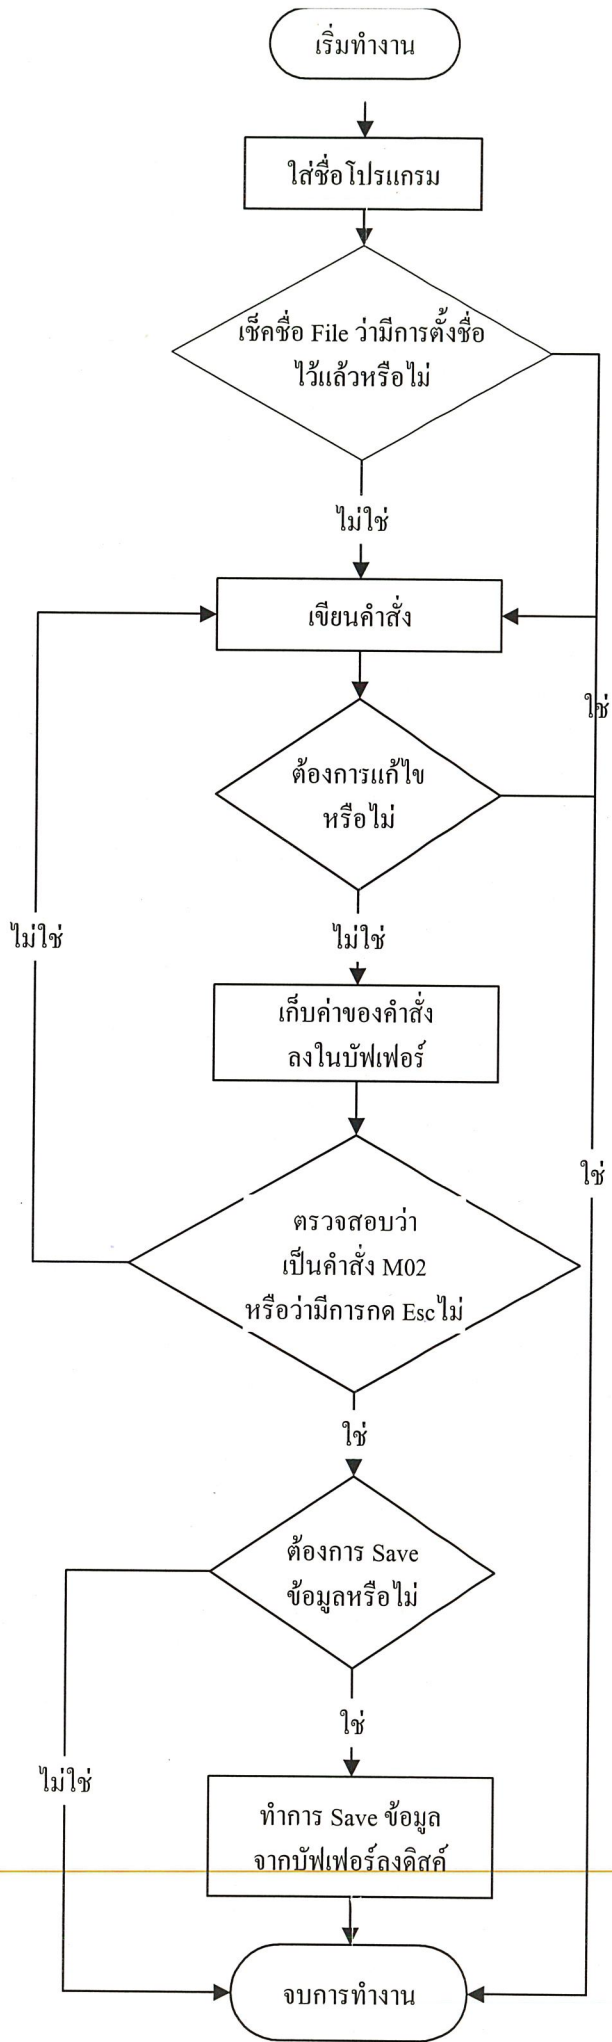 เริ่มทำงาน
ใส่ชื่อโปรแกรม
เช็คชื่อ File ว่ามีการตั้งชื่อ
ไว้แล้วหรือไม่
ไม่ใช่
เขียนคำสั่ง
ใช่
ต้องการแก้ไข
หรือไม่
ไม่ใช่
ไม่ใช่
เก็บค่าของคำสั่ง
ลงในบัฟเฟอร์
ใช่
ตรวจสอบว่า
เป็นคำสั่ง M02
หรือว่ามีการกด Esc ไม่
ใช่
ต้องการ Save
ข้อมูลหรือไม่
ใช่
ไม่ใช่
ทำการ Save ข้อมูล
จากบัฟเฟอร์ลงดิสค์
จบการทำงาน